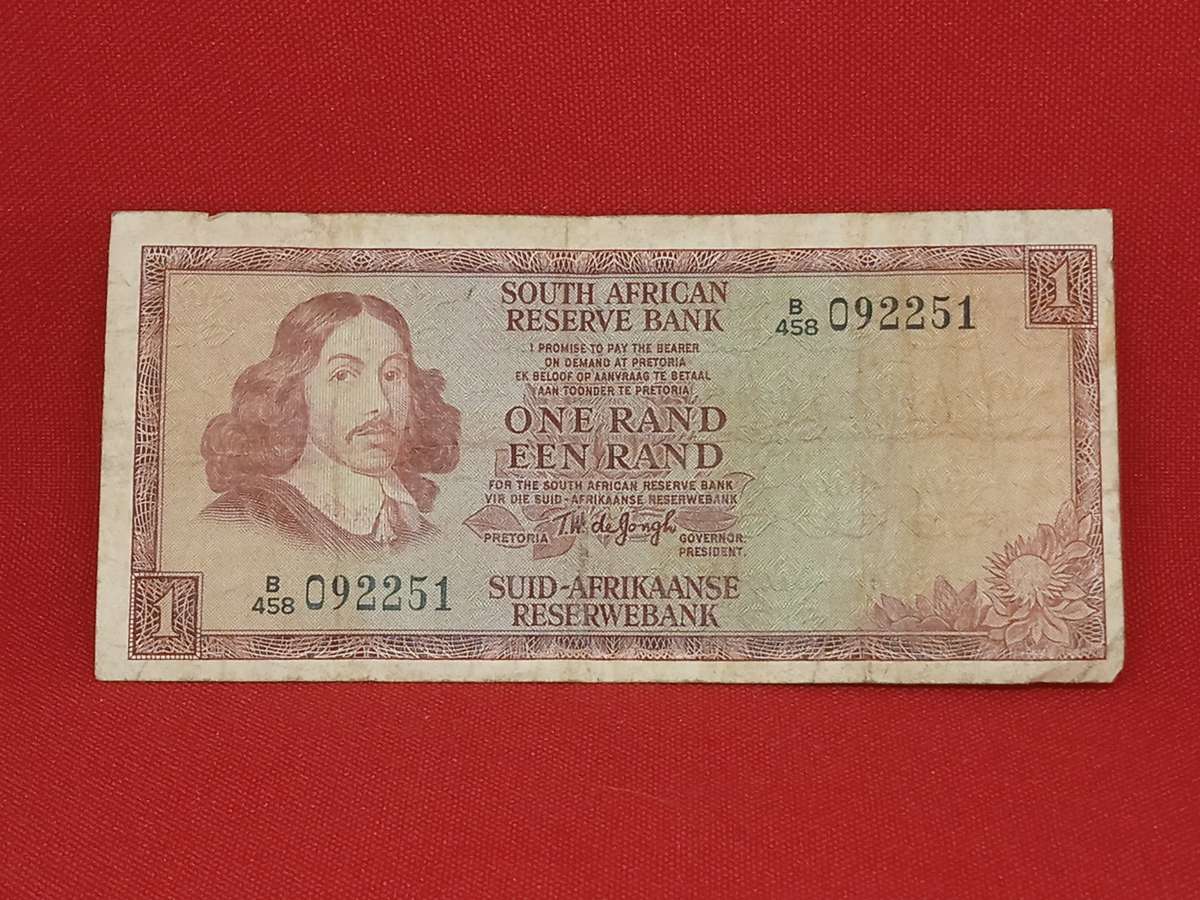 1
SOUTH AFRICAN
RESERVE BANK
B
458 092251
I PROMISE TO PAY THE BEARER
ON DEMAND AT PRETORIA
EK BELOOF OP AANVRAAG TE BETAAL
AAN TOONDER TE PRETORIA
ONE RAND
EEN RAND
FOR THE SOUTH AFRICAN RESERVE BANK
VIR DIE SUID-AFRIKAANSE RESERWEBANK
T.W. de Jongh
PRETORIA
GOVERNOR.
PRESIDENT.
B
458 092251
SUID-AFRIKAANSE
RESERWEBANK
1